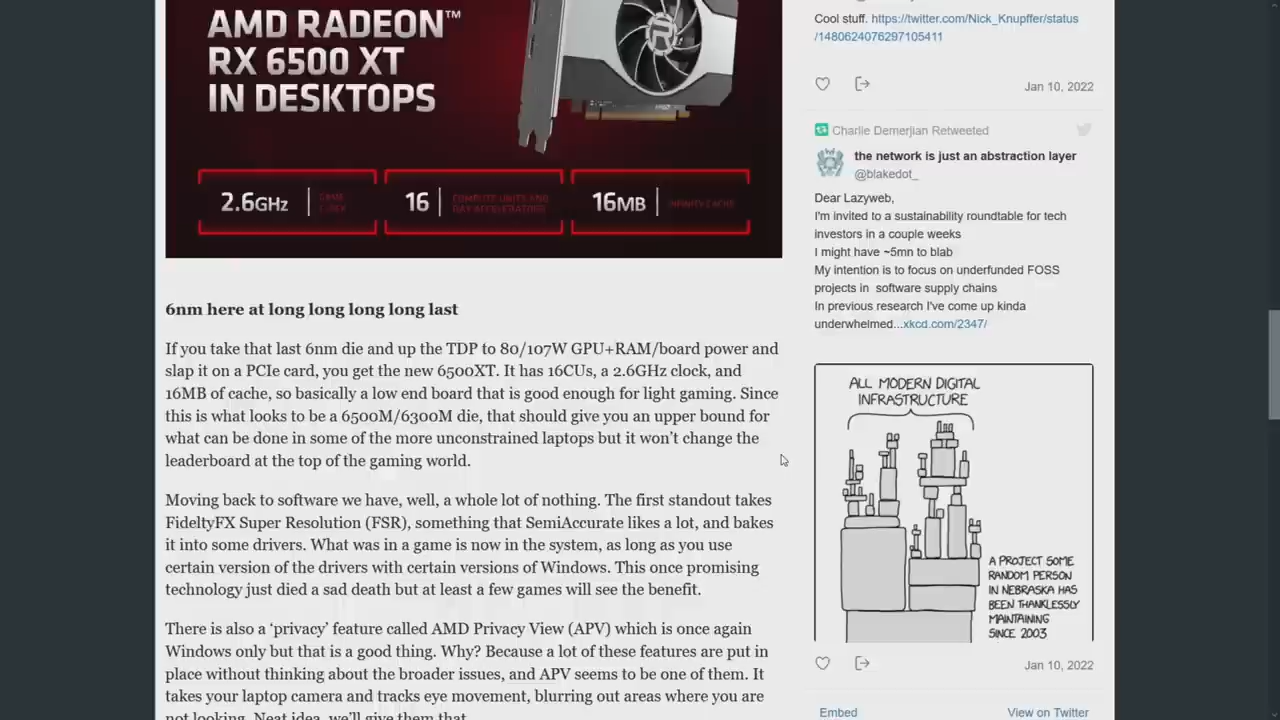 AMD RADEON™
RX 6500 XT
IN DESKTOPS
2.6GHz GAME CLOCK
16 COMPUTE UNITS AND RAY ACCELERATORS
16MB INFINITY CACHE
6nm here at long long long long last
If you take that last 6nm die and up the TDP to 80/107W GPU+RAM/board power and
slap it on a PCIe card, you get the new 6500XT. It has 16CUs, a 2.6GHz clock, and
16MB of cache, so basically a low end board that is good enough for light gaming. Since
this is what looks to be a 6500M/6300M die, that should give you an upper bound for
what can be done in some of the more unconstrained laptops but it won't change the
leaderboard at the top of the gaming world.
Moving back to software we have, well, a whole lot of nothing. The first standout takes
FideltyFX Super Resolution (FSR), something that SemiAccurate likes a lot, and bakes
it into some drivers. What was in a game is now in the system, as long as you use
certain version of the drivers with certain versions of Windows. This once promising
technology just died a sad death but at least a few games will see the benefit.
There is also a ‘privacy’ feature called AMD Privacy View (APV) which is once again
Windows only but that is a good thing. Why? Because a lot of these features are put in
place without thinking about the broader issues, and APV seems to be one of them. It
takes your laptop camera and tracks eye movement, blurring out areas where you are
not looking. Neat idea, we'll give them that.
Cool stuff. https://twitter.com/Nick_Knupffer/status
/1480624076297105411
Jan 10, 2022
Charlie Demerjian Retweeted
the network is just an abstraction layer
@blakedot_
Dear Lazyweb,
I'm invited to a sustainability roundtable for tech
investors in a couple weeks
I might have ~5mn to blab
My intention is to focus on underfunded FOSS
projects in software supply chains
In previous research I've come up kinda
underwhelmed...xkcd.com/2347/
ALL MODERN DIGITAL
INFRASTRUCTURE
A PROJECT SOME
RANDOM PERSON
IN NEBRASKA HAS
BEEN THANKLESSLY
MAINTAINING
SINCE 2003
Jan 10, 2022
Embed
View on Twitter